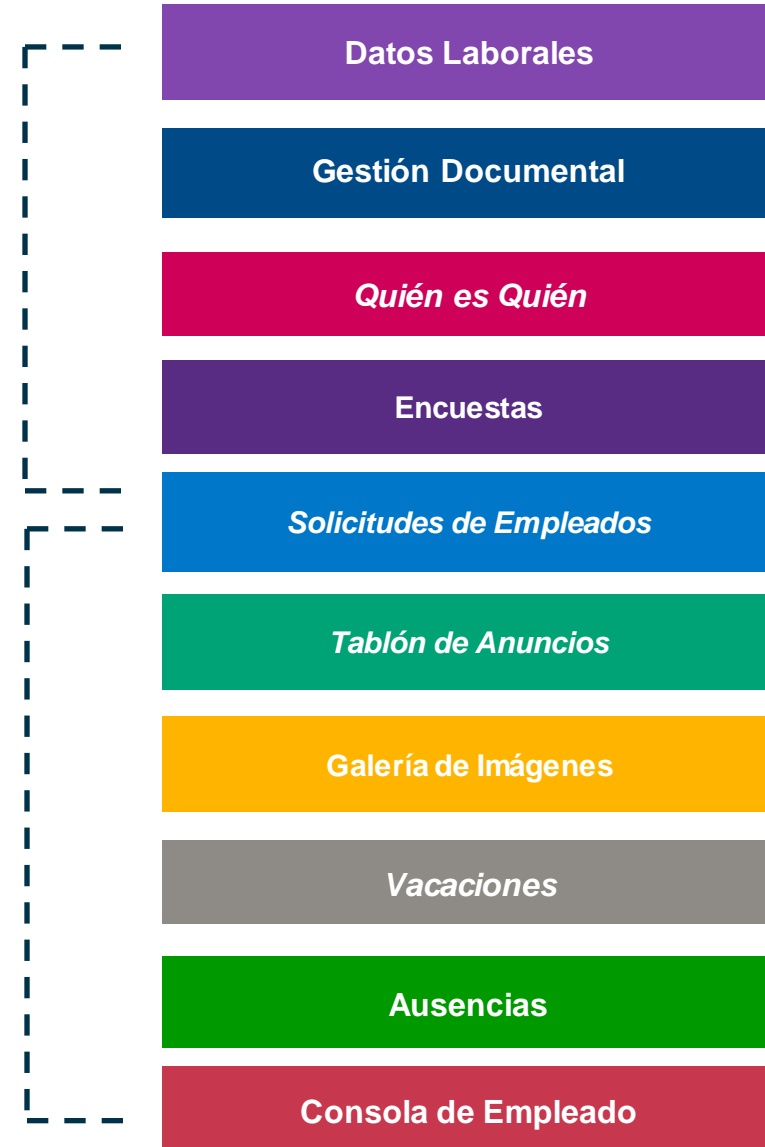 Datos Laborales
Gestión Documental
Quién es Quién
Encuestas
Solicitudes de Empleados
Tablón de Anuncios
Galería de Imágenes
Vacaciones
Ausencias
Consola de Empleado